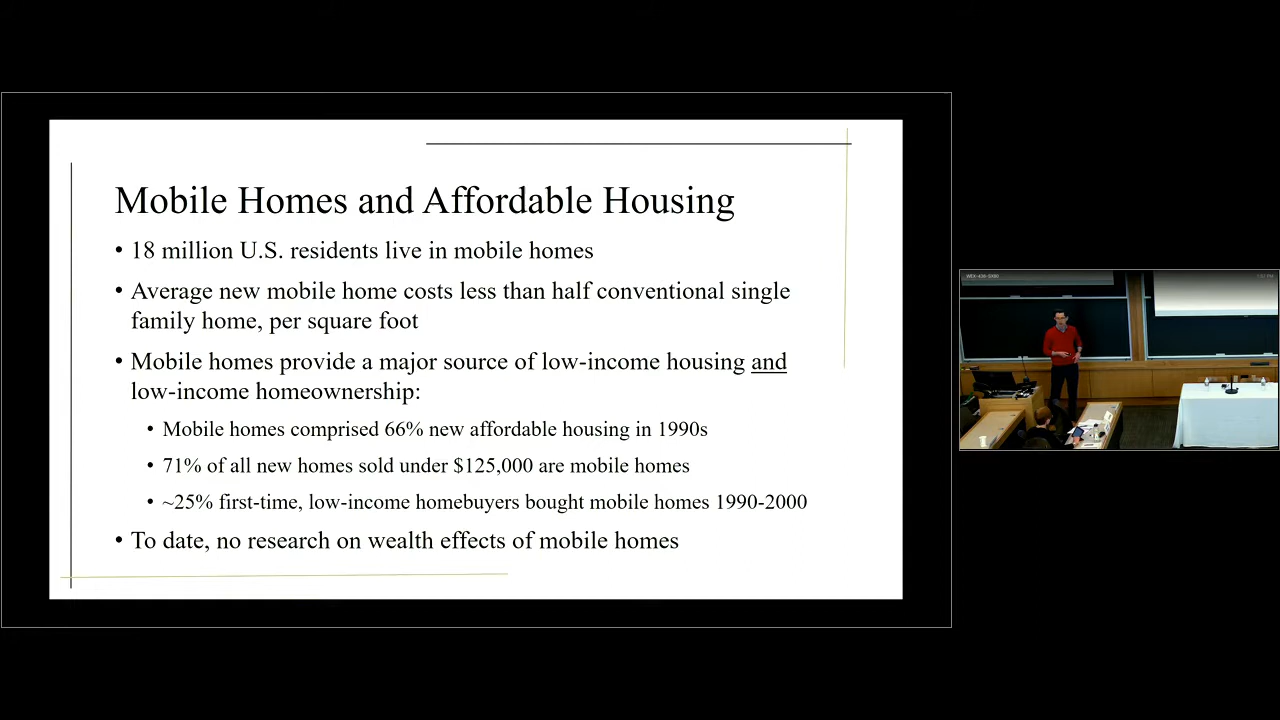 Mobile Homes and Affordable Housing
• 18 million U.S. residents live in mobile homes
• Average new mobile home costs less than half conventional single
family home, per square foot
• Mobile homes provide a major source of low-income housing and
low-income homeownership:
• Mobile homes comprised 66% new affordable housing in 1990s
• 71% of all new homes sold under $125,000 are mobile homes
• ~25% first-time, low-income homebuyers bought mobile homes 1990-2000
• To date, no research on wealth effects of mobile homes